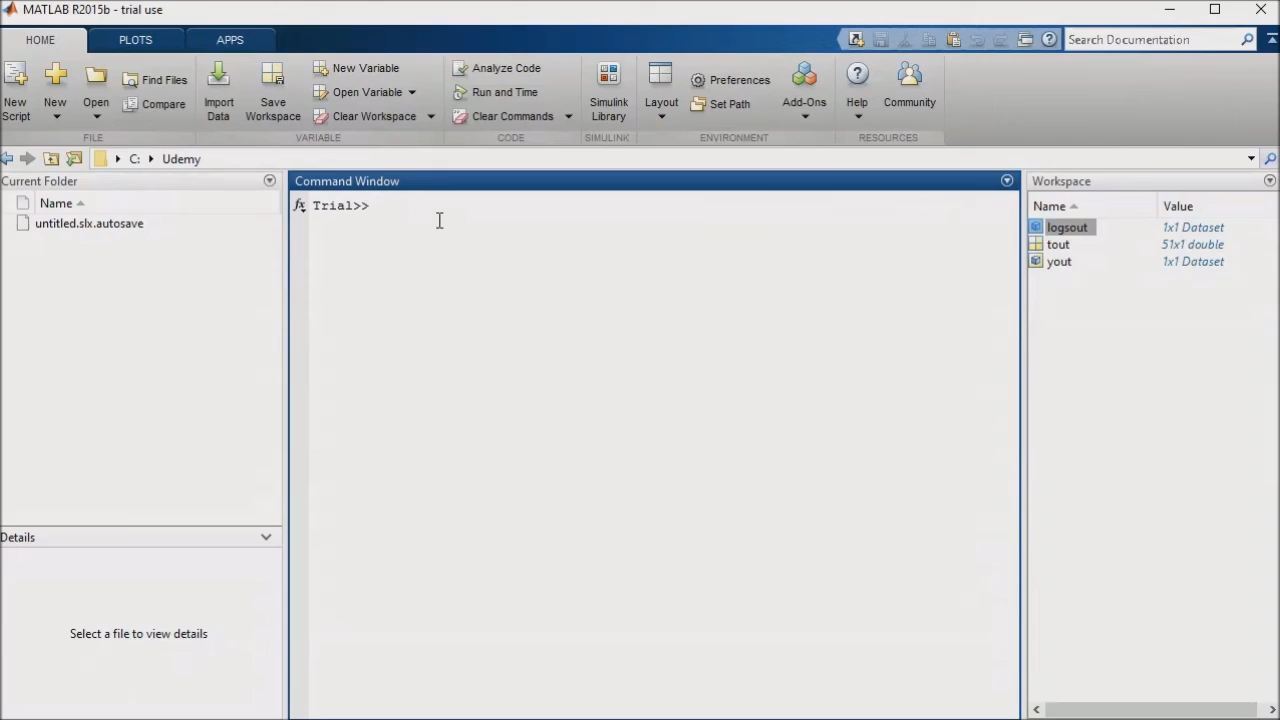 MATLAB R2015b - trial use
HOME PLOTS APPS
Search Documentation
New Script
New
Open
Find Files
Compare
FILE
Import Data
Save Workspace
New Variable
Open Variable
Clear Workspace
VARIABLE
Analyze Code
Run and Time
Clear Commands
CODE
Simulink Library
SIMULINK
Layout
Preferences
Set Path
Add-Ons
ENVIRONMENT
Help
Community
RESOURCES
C: Udemy
Current Folder
Name
untitled.slx.autosave
Details
Select a file to view details
Command Window
fx Trial>>
Workspace
Name Value
logsout 1x1 Dataset
tout 51x1 double
yout 1x1 Dataset